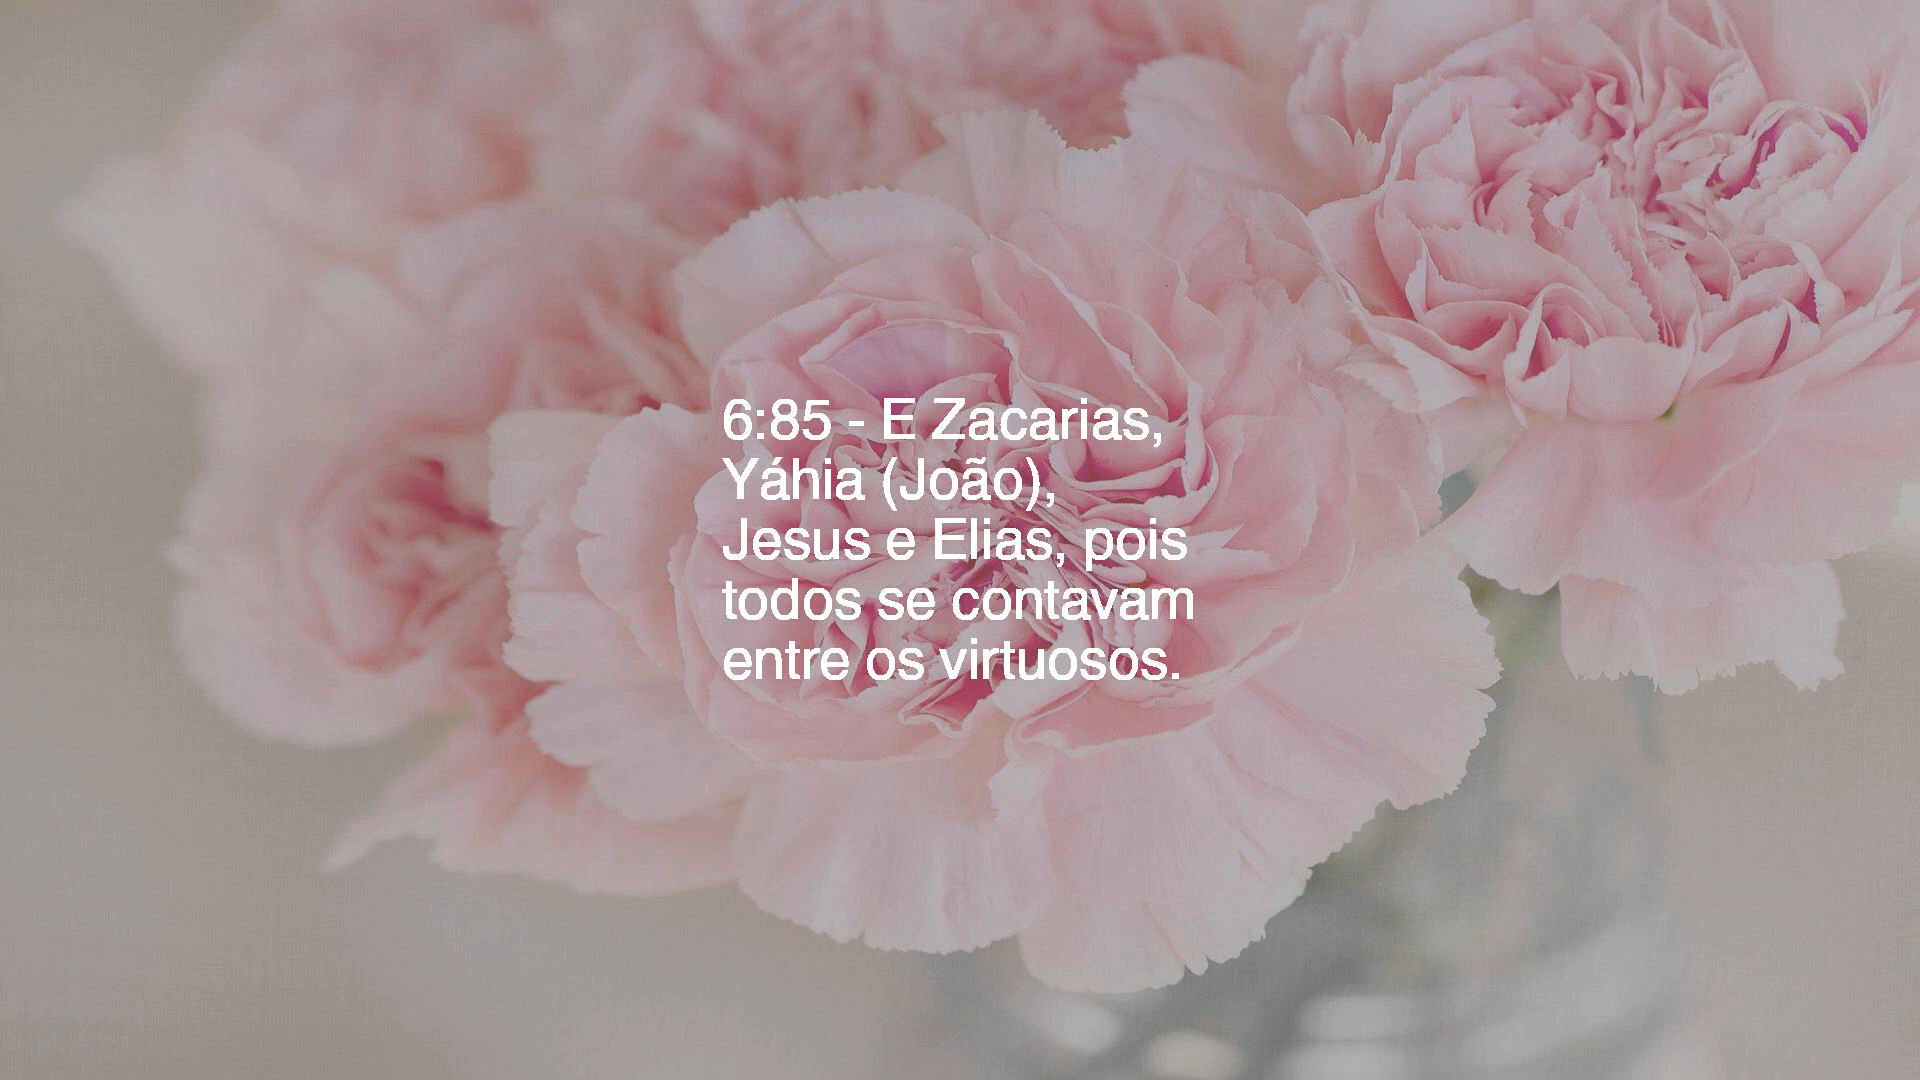 6:85 - E Zacarias,
Yáhia (João),
Jesus e Elias, pois
todos se contavam
entre os virtuosos.